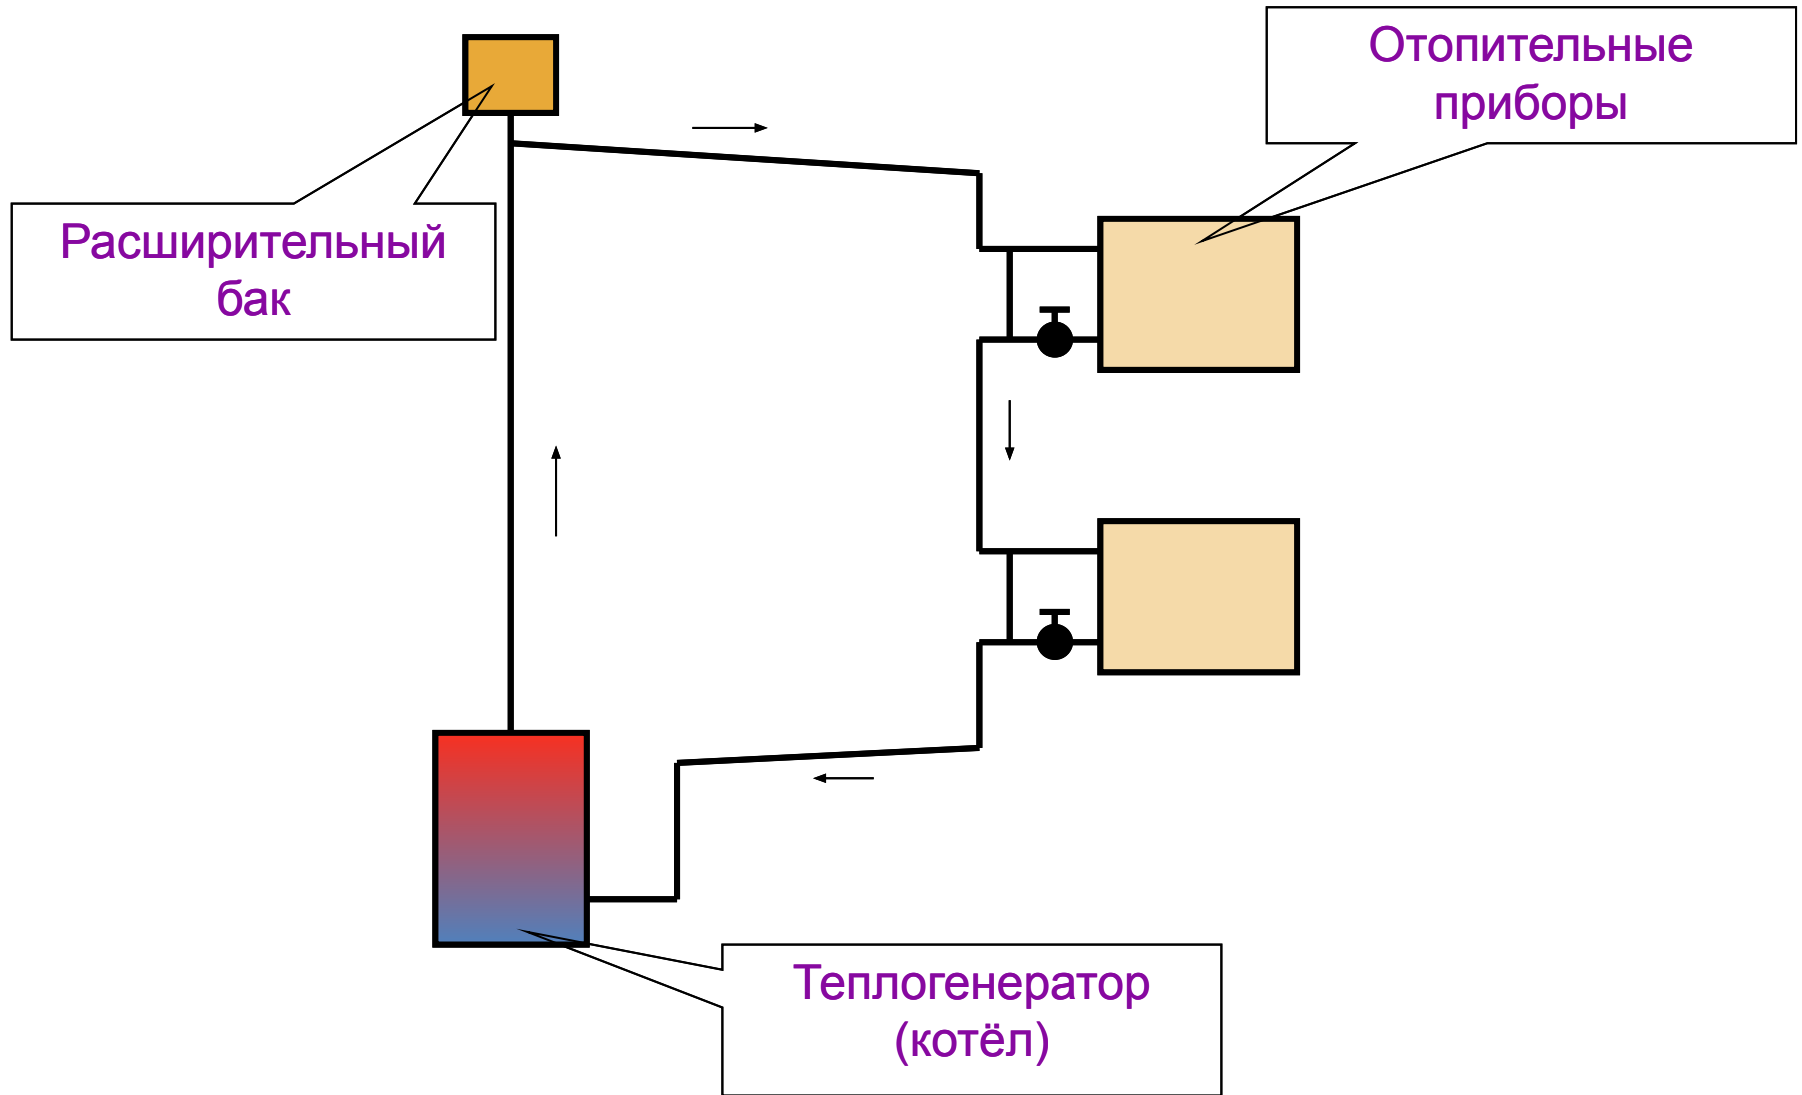 Отопительные
приборы
Расширительный
бак
Теплогенератор
(котёл)